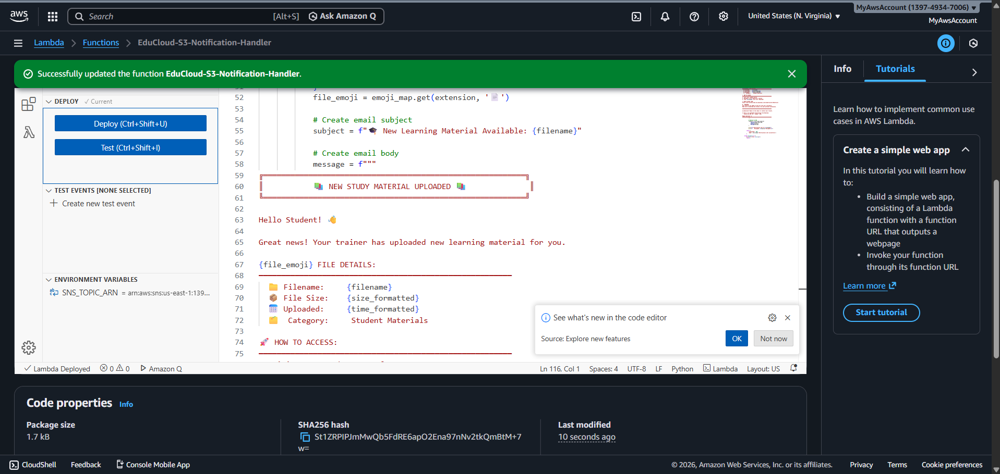 aws
Search
[Alt+S]
Ask Amazon Q
United States (N. Virginia) ▼
MyAwsAccount (1397-4934-7006) ▼
MyAwsAccount
Lambda
Functions
EduCloud-S3-Notification-Handler
Info
Tutorials
Successfully updated the function EduCloud-S3-Notification-Handler.
DEPLOY ✓ Current
Deploy (Ctrl+Shift+U)
Test (Ctrl+Shift+I)
TEST EVENTS [NONE SELECTED]
Create new test event
ENVIRONMENT VARIABLES
SNS_TOPIC_ARN = arn:aws:sns:us-east-1:139...
52 file_emoji = emoji_map.get(extension, '📄')
53
54 # Create email subject
55 subject = f"🎓 New Learning Material Available: {filename}"
56
57 # Create email body
58 message = f"""
59
60 📚 NEW STUDY MATERIAL UPLOADED 📚
61
62
63 Hello Student! 👋
64
65 Great news! Your trainer has uploaded new learning material for you.
66
67 {file_emoji} FILE DETAILS:
68
69 📁 Filename: {filename}
70 📦 File Size: {size_formatted}
71 📅 Uploaded: {time_formatted}
72 🗂️ Category: Student Materials
73
74 🚀 HOW TO ACCESS:
75
See what's new in the code editor
Source: Explore new features
OK
Not now
Lambda Deployed
0
0
Amazon Q
Ln 116, Col 1
Spaces: 4
UTF-8
LF
Python
Lambda
Layout: US
Learn how to implement common use
cases in AWS Lambda.
Create a simple web app
In this tutorial you will learn how
to:
• Build a simple web app,
consisting of a Lambda
function with a function
URL that outputs a
webpage
• Invoke your function
through its function URL
Learn more
Start tutorial
Code properties Info
Package size
1.7 kB
SHA256 hash
St1ZRPIPJmMwQb5FdRE6apO2Ena97nNv2tkQmBtM+7
w=
Last modified
10 seconds ago
CloudShell
Feedback
Console Mobile App
© 2026, Amazon Web Services, Inc. or its affiliates.
Privacy
Terms
Cookie preferences